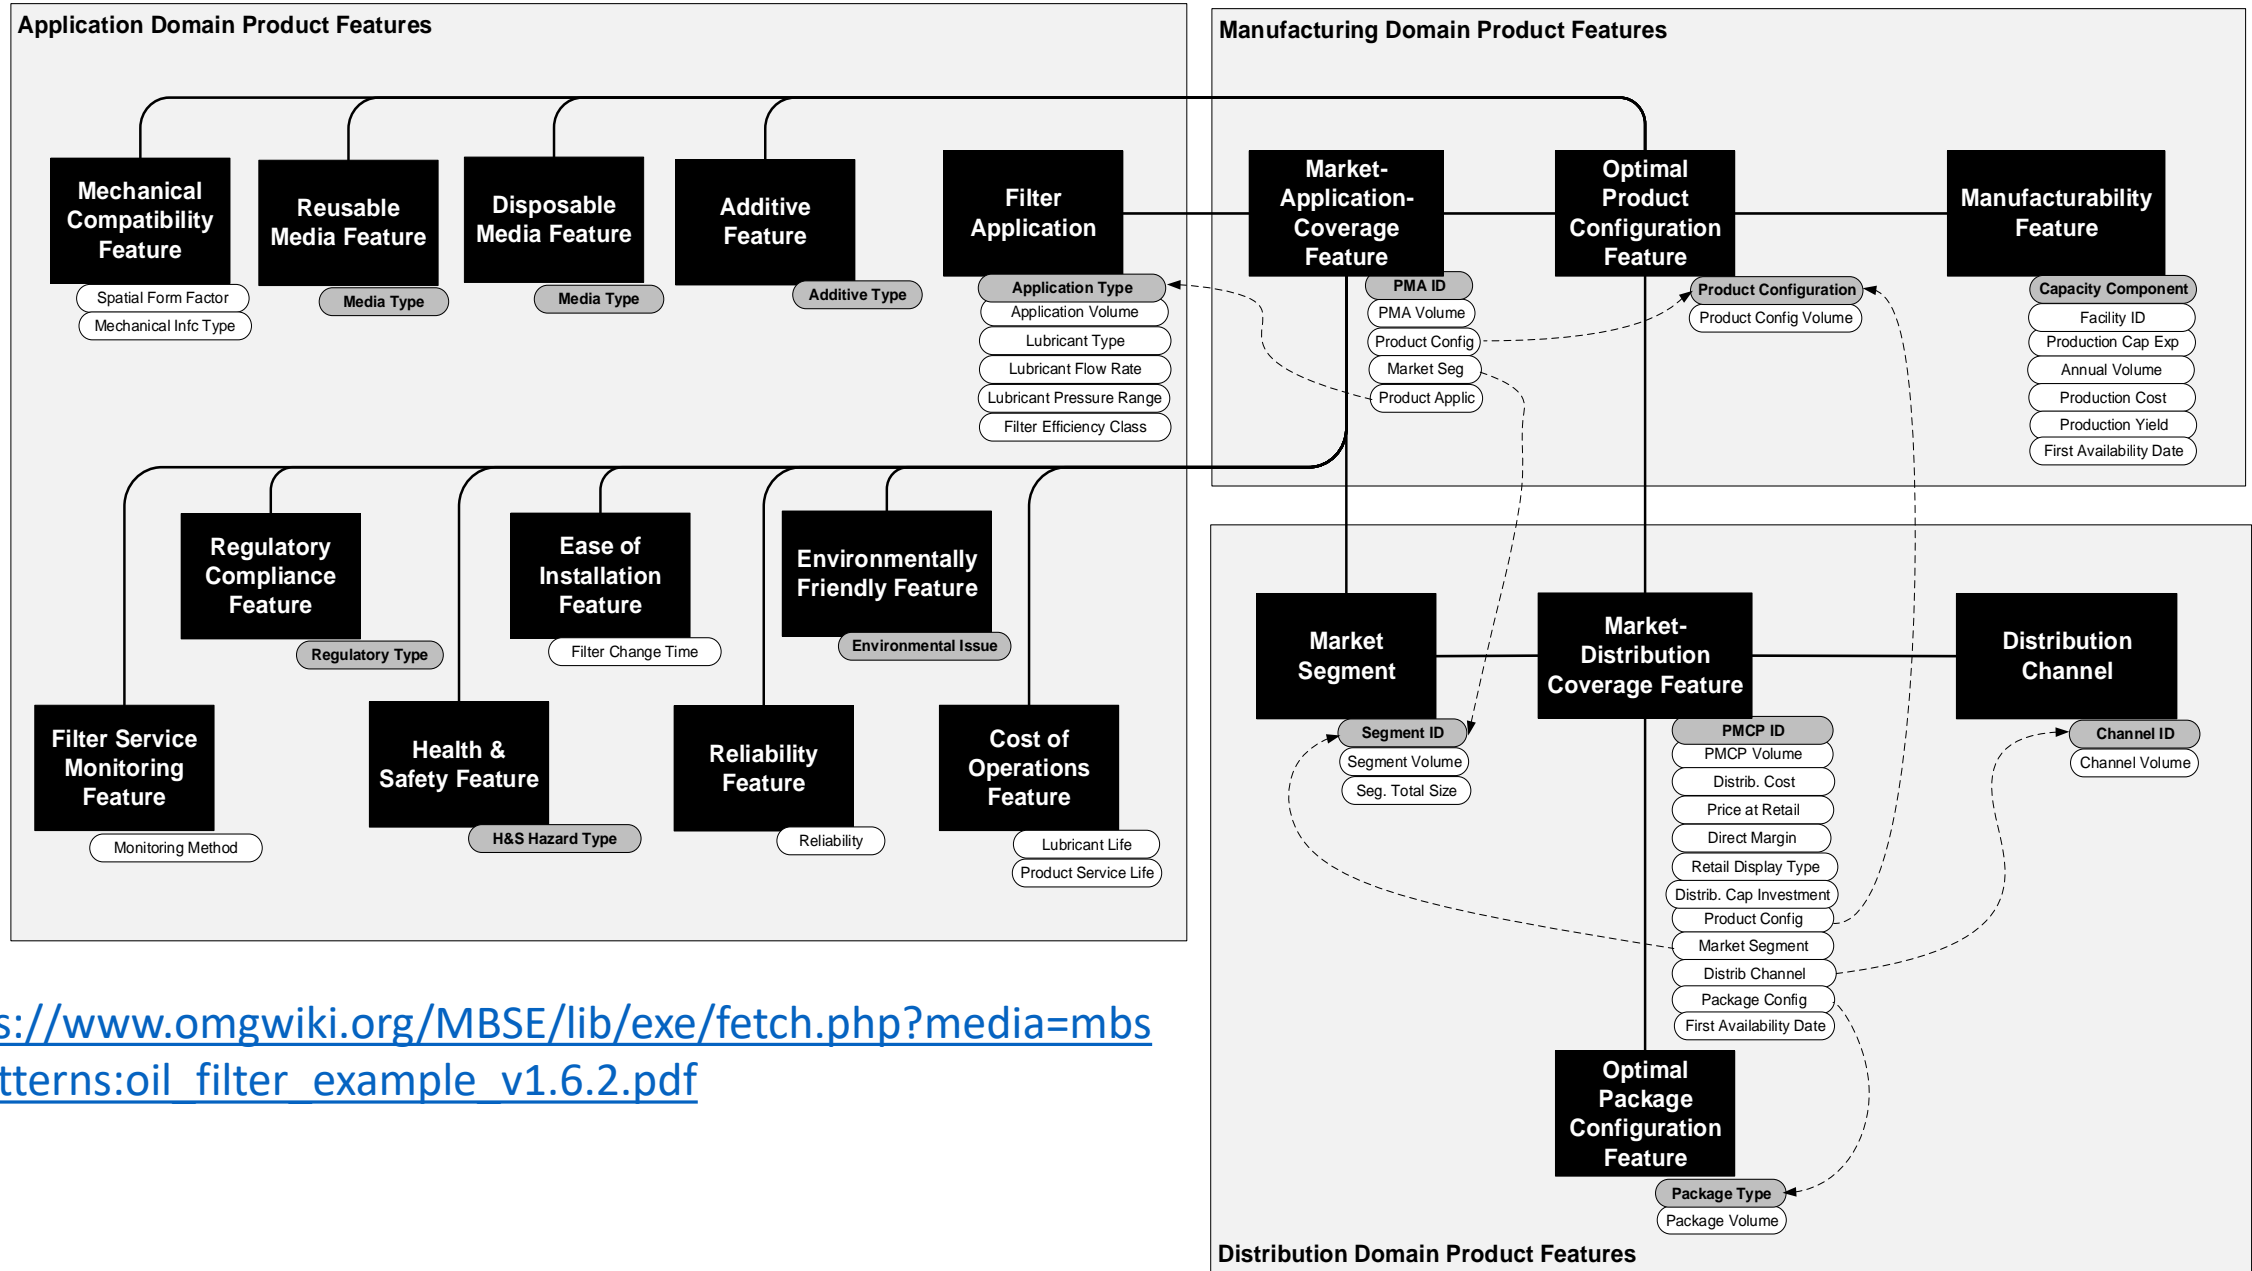 Application Domain Product Features
Mechanical
Compatibility
Feature
Spatial Form Factor
Mechanical Infc Type
Reusable
Media Feature
Media Type
Disposable
Media Feature
Media Type
Additive
Feature
Additive Type
Filter
Application
Application Type
Application Volume
Lubricant Type
Lubricant Flow Rate
Lubricant Pressure Range
Filter Efficiency Class
Regulatory
Compliance
Feature
Regulatory Type
Ease of
Installation
Feature
Filter Change Time
Environmentally
Friendly Feature
Environmental Issue
Filter Service
Monitoring
Feature
Monitoring Method
Health &
Safety Feature
H&S Hazard Type
Reliability
Feature
Reliability
Cost of
Operations
Feature
Lubricant Life
Product Service Life
Manufacturing Domain Product Features
Market-
Application-
Coverage
Feature
PMA ID
PMA Volume
Product Config
Market Seg
Product Applic
Optimal
Product
Configuration
Feature
Product Configuration
Product Config Volume
Manufacturability
Feature
Capacity Component
Facility ID
Production Cap Exp
Annual Volume
Production Cost
Production Yield
First Availability Date
Market
Segment
Segment ID
Segment Volume
Seg. Total Size
Market-
Distribution
Coverage Feature
PMCP ID
PMCP Volume
Distrib. Cost
Price at Retail
Direct Margin
Retail Display Type
Distrib. Cap Investment
Product Config
Market Segment
Distrib Channel
Package Config
First Availability Date
Distribution
Channel
Channel ID
Channel Volume
Optimal
Package
Configuration
Feature
Package Type
Package Volume
Distribution Domain Product Features
s://www.omgwiki.org/MBSE/lib/exe/fetch.php?media=mbs
tterns:oil_filter_example_v1.6.2.pdf